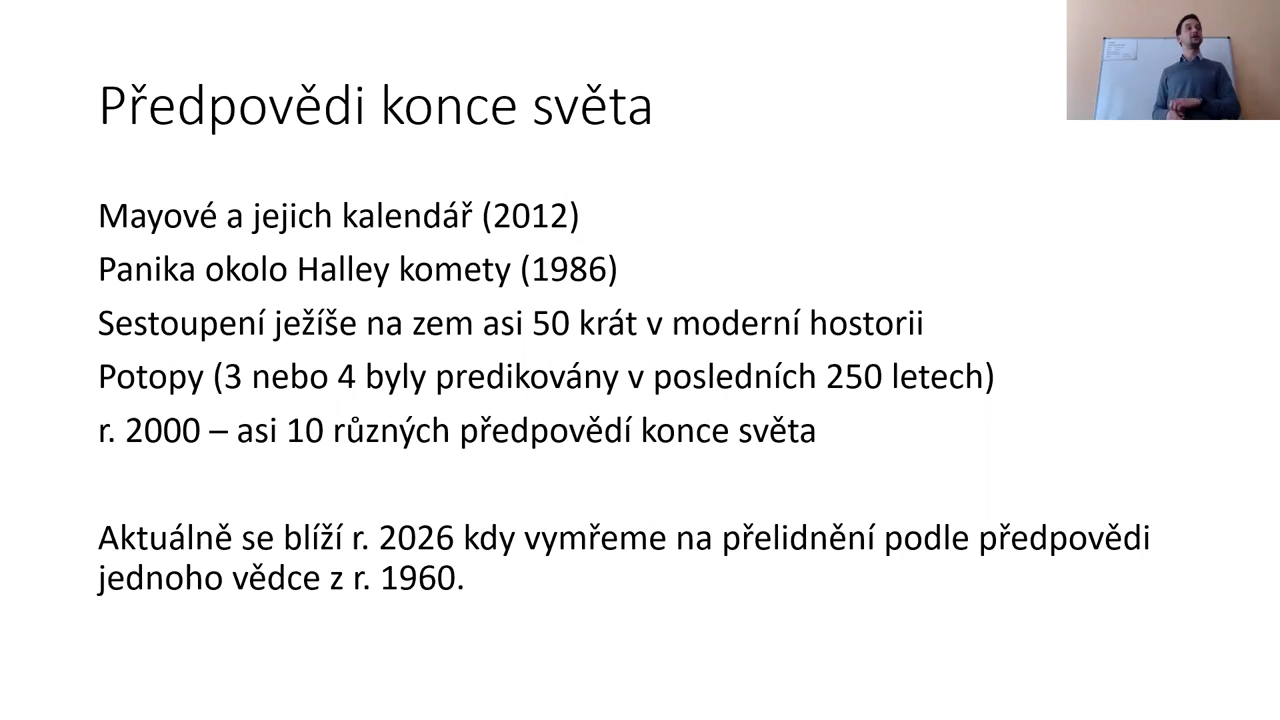 Předpovědi konce světa
Mayové a jejich kalendář (2012)
Panika okolo Halley komety (1986)
Sestoupení ježíše na zem asi 50 krát v moderní hostorii
Potopy (3 nebo 4 byly predikovány v posledních 250 letech)
r. 2000 – asi 10 různých předpovědí konce světa
Aktuálně se blíží r. 2026 kdy vymřeme na přelidnění podle předpovědi
jednoho vědce z r. 1960.